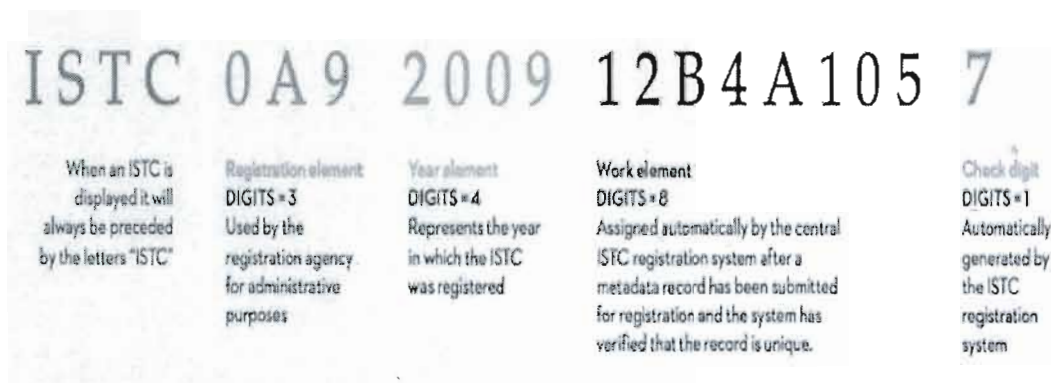 ISTC 0A9 2009 12B4A105 7
When an ISTC is
displayed it will
always be preceded
by the letters "ISTC"
Registration element
DIGITS = 3
Used by the
registration agency
for administrative
purposes
Year element
DIGITS = 4
Represents the year
in which the ISTC
was registered
Work element
DIGITS = 8
Assigned automatically by the central
ISTC registration system after a
metadata record has been submitted
for registration and the system has
verified that the record is unique.
Check digit
DIGITS = 1
Automatically
generated by
the ISTC
registration
system